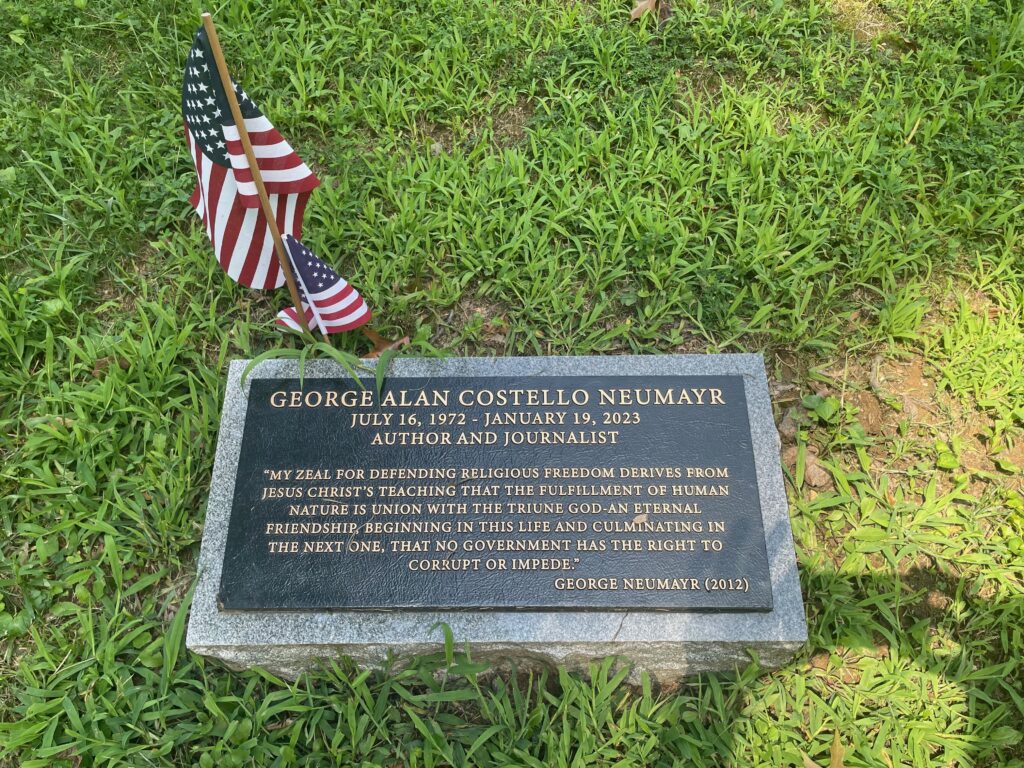 GEORGE ALAN COSTELLO NEUMAYR
JULY 16, 1972 - JANUARY 19, 2023
AUTHOR AND JOURNALIST
“MY ZEAL FOR DEFENDING RELIGIOUS FREEDOM DERIVES FROM
JESUS CHRIST’S TEACHING THAT THE FULFILLMENT OF HUMAN
NATURE IS UNION WITH THE TRIUNE GOD-AN ETERNAL
FRIENDSHIP, BEGINNING IN THIS LIFE AND CULMINATING IN
THE NEXT ONE, THAT NO GOVERNMENT HAS THE RIGHT TO
CORRUPT OR IMPEDE.”
GEORGE NEUMAYR (2012)